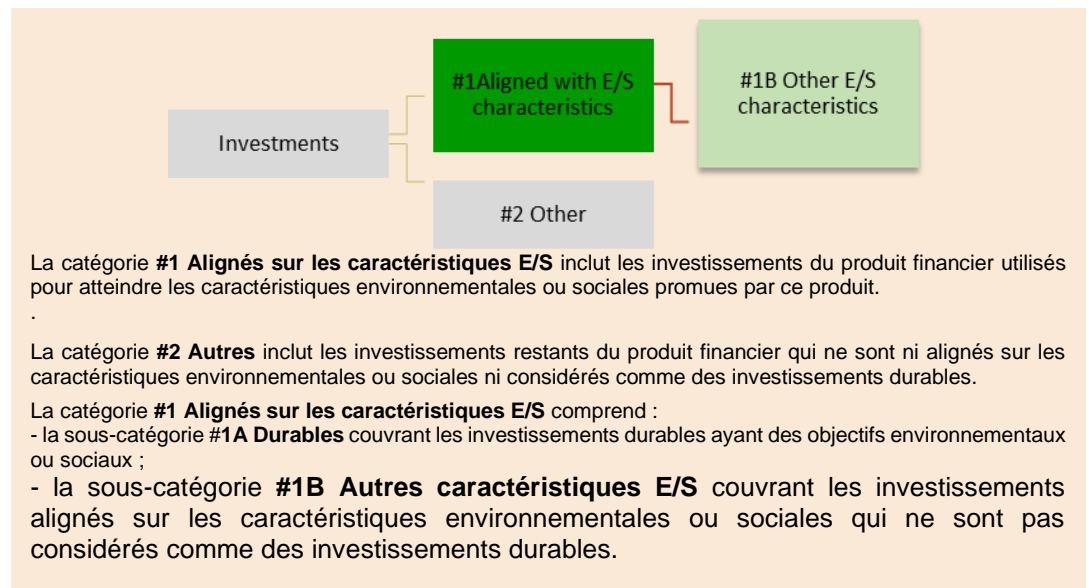 #1Aligned with E/S
characteristics
#1B Other E/S
characteristics
Investments
#2 Other
La catégorie #1 Alignés sur les caractéristiques E/S inclut les investissements du produit financier utilisés
pour atteindre les caractéristiques environnementales ou sociales promues par ce produit.
.
La catégorie #2 Autres inclut les investissements restants du produit financier qui ne sont ni alignés sur les
caractéristiques environnementales ou sociales ni considérés comme des investissements durables.
La catégorie #1 Alignés sur les caractéristiques E/S comprend :
- la sous-catégorie #1A Durables couvrant les investissements durables ayant des objectifs environnementaux
ou sociaux ;
- la sous-catégorie #1B Autres caractéristiques E/S couvrant les investissements
alignés sur les caractéristiques environnementales ou sociales qui ne sont pas
considérés comme des investissements durables.